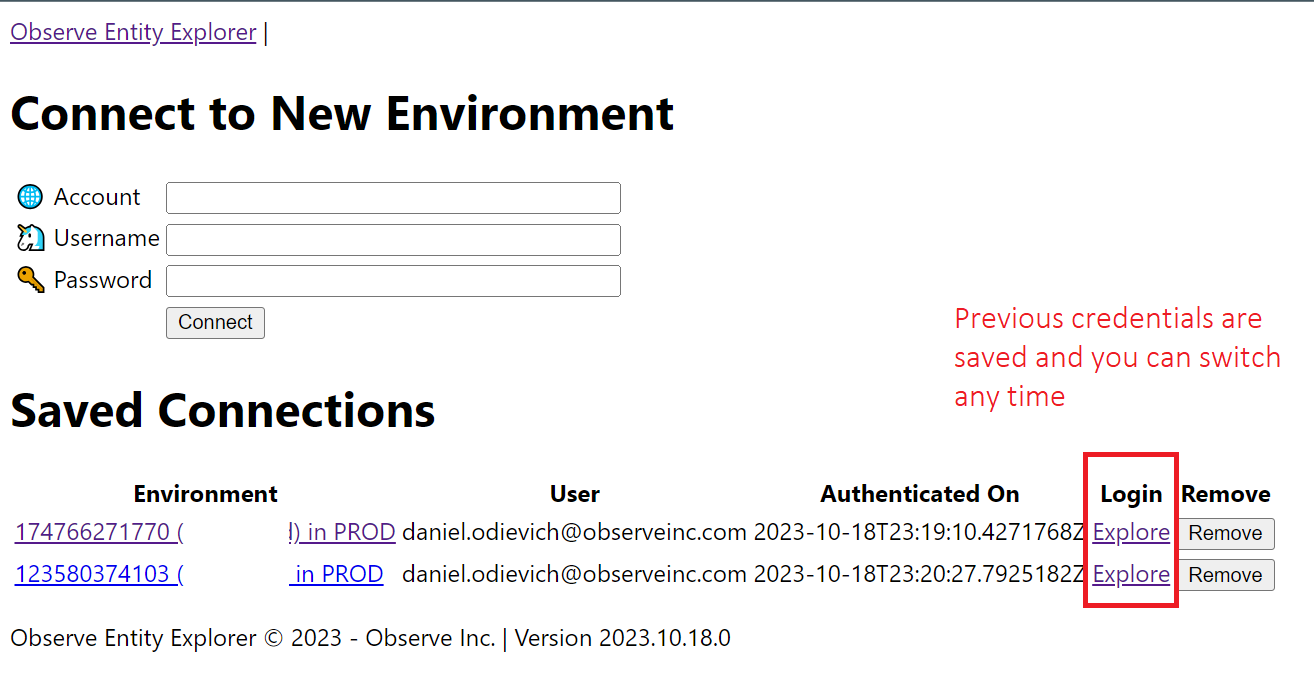 Observe Entity Explorer |
Connect to New Environment
Account
Username
Password
Connect
Previous credentials are
saved and you can switch
any time
Saved Connections
Environment User Authenticated On Login Remove
174766271770 ( ) in PROD daniel.odievich@observeinc.com 2023-10-18T23:19:10.4271768Z Explore Remove
123580374103 ( in PROD daniel.odievich@observeinc.com 2023-10-18T23:20:27.7925182Z Explore Remove
Observe Entity Explorer © 2023 - Observe Inc. | Version 2023.10.18.0